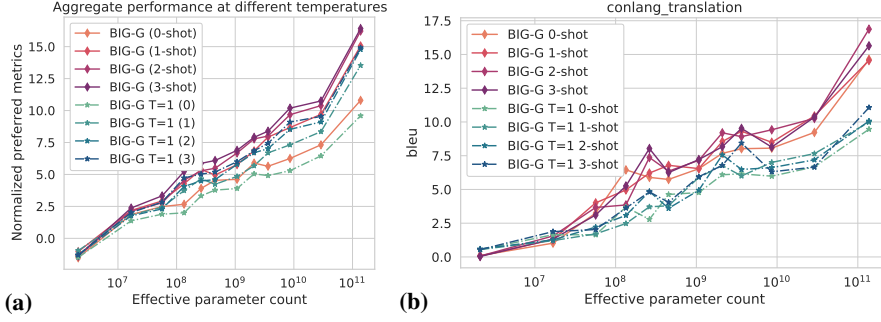 Aggregate performance at different temperatures
Normalized preferred metrics
15.0
12.5
10.0
7.5
5.0
2.5
0.0
BIG-G (0-shot)
BIG-G (1-shot)
BIG-G (2-shot)
BIG-G (3-shot)
BIG-G T=1 (0)
BIG-G T=1 (1)
BIG-G T=1 (2)
BIG-G T=1 (3)
10⁷ 10⁸ 10⁹ 10¹⁰ 10¹¹
Effective parameter count
(a)
conlang_translation
bleu
17.5
15.0
12.5
10.0
7.5
5.0
2.5
0.0
BIG-G 0-shot
BIG-G 1-shot
BIG-G 2-shot
BIG-G 3-shot
BIG-G T=1 0-shot
BIG-G T=1 1-shot
BIG-G T=1 2-shot
BIG-G T=1 3-shot
10⁷ 10⁸ 10⁹ 10¹⁰ 10¹¹
Effective parameter count
(b)